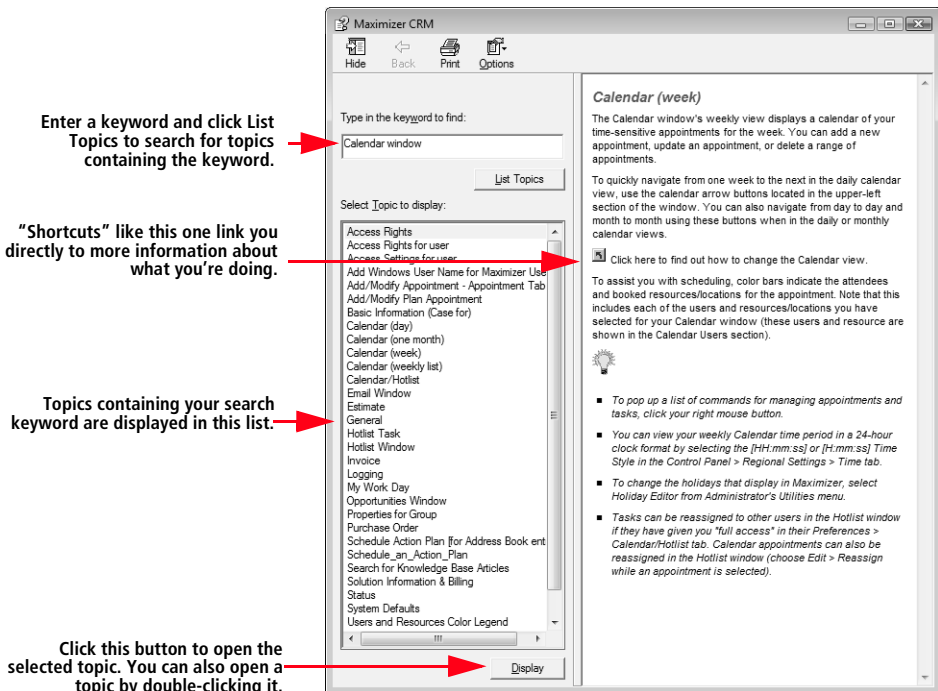 Maximizer CRM
Hide
Back
Print
Options
Enter a keyword and click List
Topics to search for topics
containing the keyword.
"Shortcuts" like this one link you
directly to more information about
what you're doing.
Topics containing your search
keyword are displayed in this list.
Click this button to open the
selected topic. You can also open a
topic by double-clicking it.
Type in the keyword to find:
Calendar window
List Topics
Select Topic to display:
Access Rights
Access Rights for user
Access Settings for user
Add Windows User Name for Maximizer Use
Add/Modify Appointment - Appointment Tab
Add/Modify Plan Appointment
Basic Information (Case for)
Calendar (day)
Calendar (one month)
Calendar (week)
Calendar (weekly list)
Calendar/Hotlist
Email Window
Estimate
General
Hotlist Task
Hotlist Window
Invoice
Logging
My Work Day
Opportunities Window
Properties for Group
Purchase Order
Schedule Action Plan [for Address Book ent
Schedule_an_Action_Plan
Search for Knowledge Base Articles
Solution Information & Billing
Status
System Defaults
Users and Resources Color Legend
Display
Calendar (week)
The Calendar window's weekly view displays a calendar of your
time-sensitive appointments for the week. You can add a new
appointment, update an appointment, or delete a range of
appointments.
To quickly navigate from one week to the next in the daily calendar
view, use the calendar arrow buttons located in the upper-left
section of the window. You can also navigate from day to day and
month to month using these buttons when in the daily or monthly
calendar views.
Click here to find out how to change the Calendar view.
To assist you with scheduling, color bars indicate the attendees
and booked resources/locations for the appointment. Note that this
includes each of the users and resources/locations you have
selected for your Calendar window (these users and resource are
shown in the Calendar Users section).
To pop up a list of commands for managing appointments and
tasks, click your right mouse button.
You can view your weekly Calendar time period in a 24-hour
clock format by selecting the [HH:mm:ss] or [H:mm:ss] Time
Style in the Control Panel > Regional Settings > Time tab.
To change the holidays that display in Maximizer, select
Holiday Editor from Administrator's Utilities menu.
Tasks can be reassigned to other users in the Hotlist window
if they have given you "full access" in their Preferences >
Calendar/Hotlist tab. Calendar appointments can also be
reassigned in the Hotlist window (choose Edit > Reassign
while an appointment is selected).